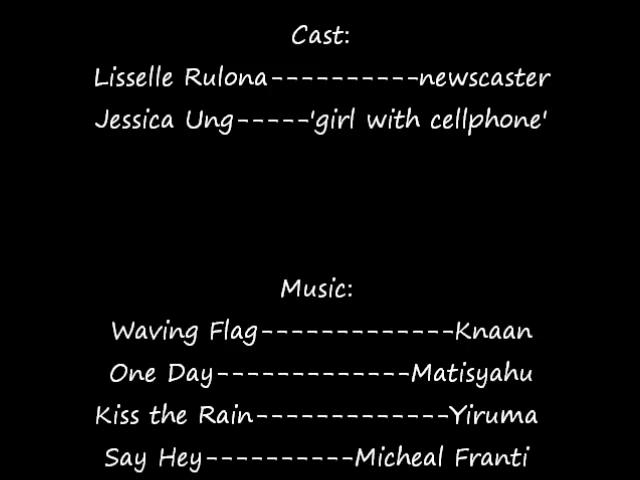 Cast:
Lisselle Rulona----------newscaster
Jessica Ung-----'girl with cellphone'
Music:
Waving Flag-------------Knaan
One Day-------------Matisyahu
Kiss the Rain-------------Yiruma
Say Hey----------Micheal Franti